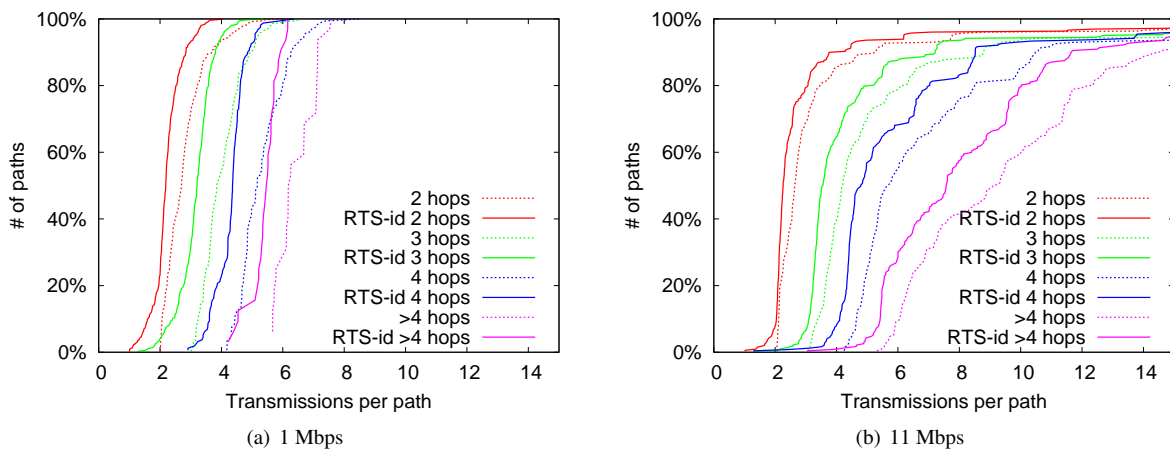 100%
80%
60%
40%
20%
0%
# of paths
2 hops
RTS-id 2 hops
3 hops
RTS-id 3 hops
4 hops
RTS-id 4 hops
>4 hops
RTS-id >4 hops
0 2 4 6 8 10 12 14
Transmissions per path
(a) 1 Mbps
100%
80%
60%
40%
20%
0%
# of paths
2 hops
RTS-id 2 hops
3 hops
RTS-id 3 hops
4 hops
RTS-id 4 hops
>4 hops
RTS-id >4 hops
0 2 4 6 8 10 12 14
Transmissions per path
(b) 11 Mbps